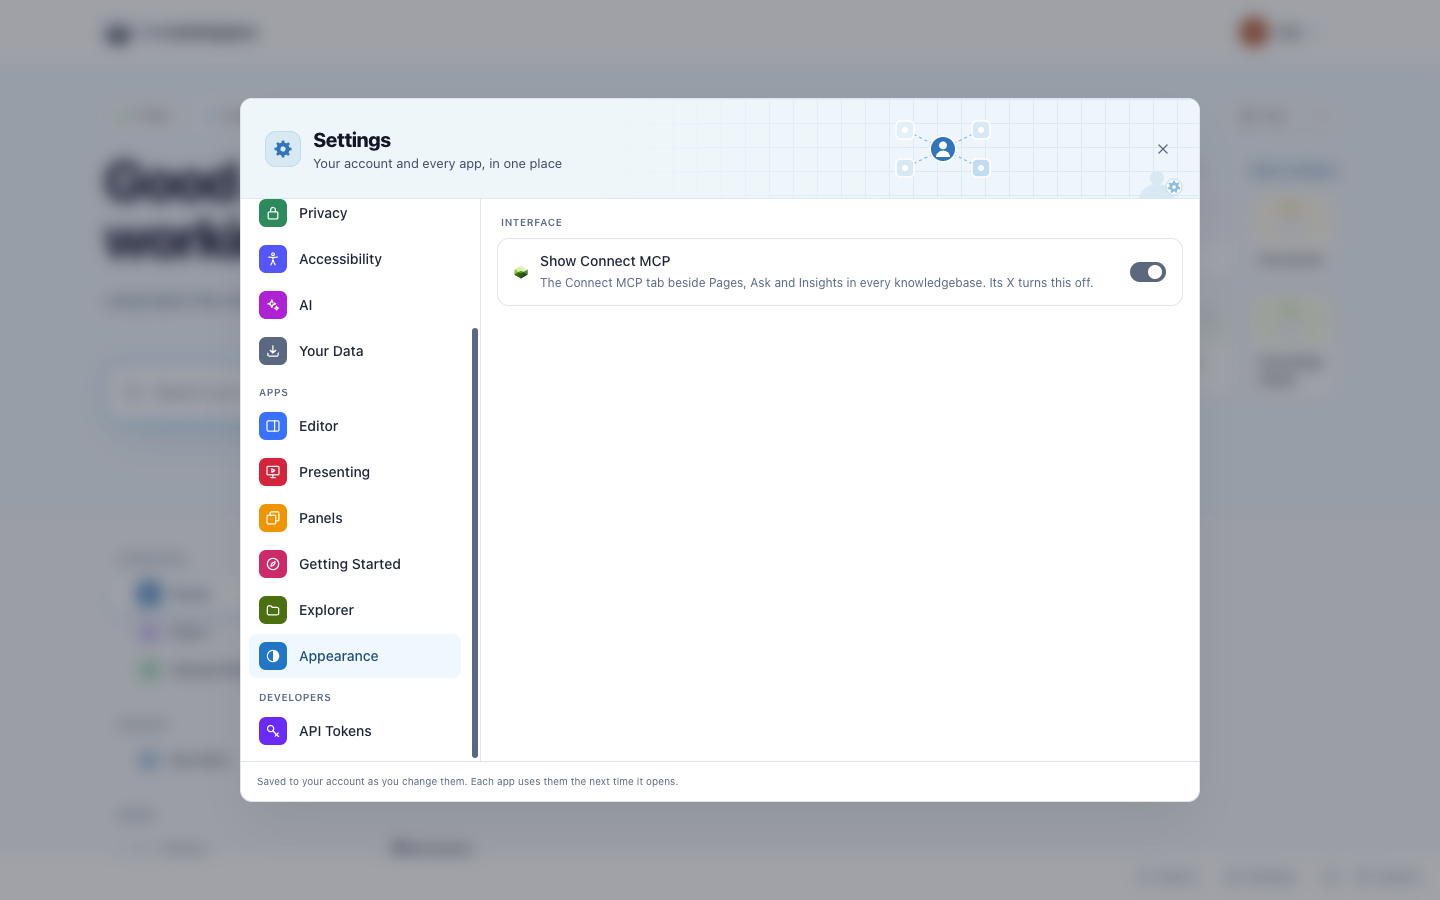 Settings
Your account and every app, in one place
Privacy
Accessibility
AI
Your Data
APPS
Editor
Presenting
Panels
Getting Started
Explorer
Appearance
DEVELOPERS
API Tokens
INTERFACE
Show Connect MCP
The Connect MCP tab beside Pages, Ask and Insights in every knowledgebase. Its X turns this off.
Saved to your account as you change them. Each app uses them the next time it opens.
Good